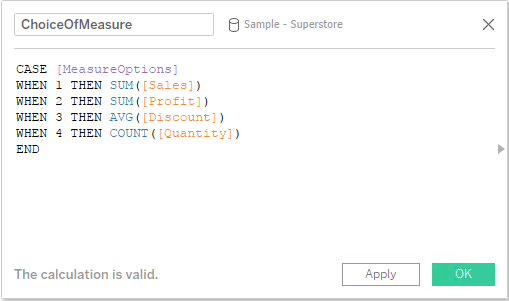 ChoiceOfMeasure Sample - Superstore
CASE [MeasureOptions]
WHEN 1 THEN SUM([Sales])
WHEN 2 THEN SUM([Profit])
WHEN 3 THEN AVG([Discount])
WHEN 4 THEN COUNT([Quantity])
END
The calculation is valid. Apply OK